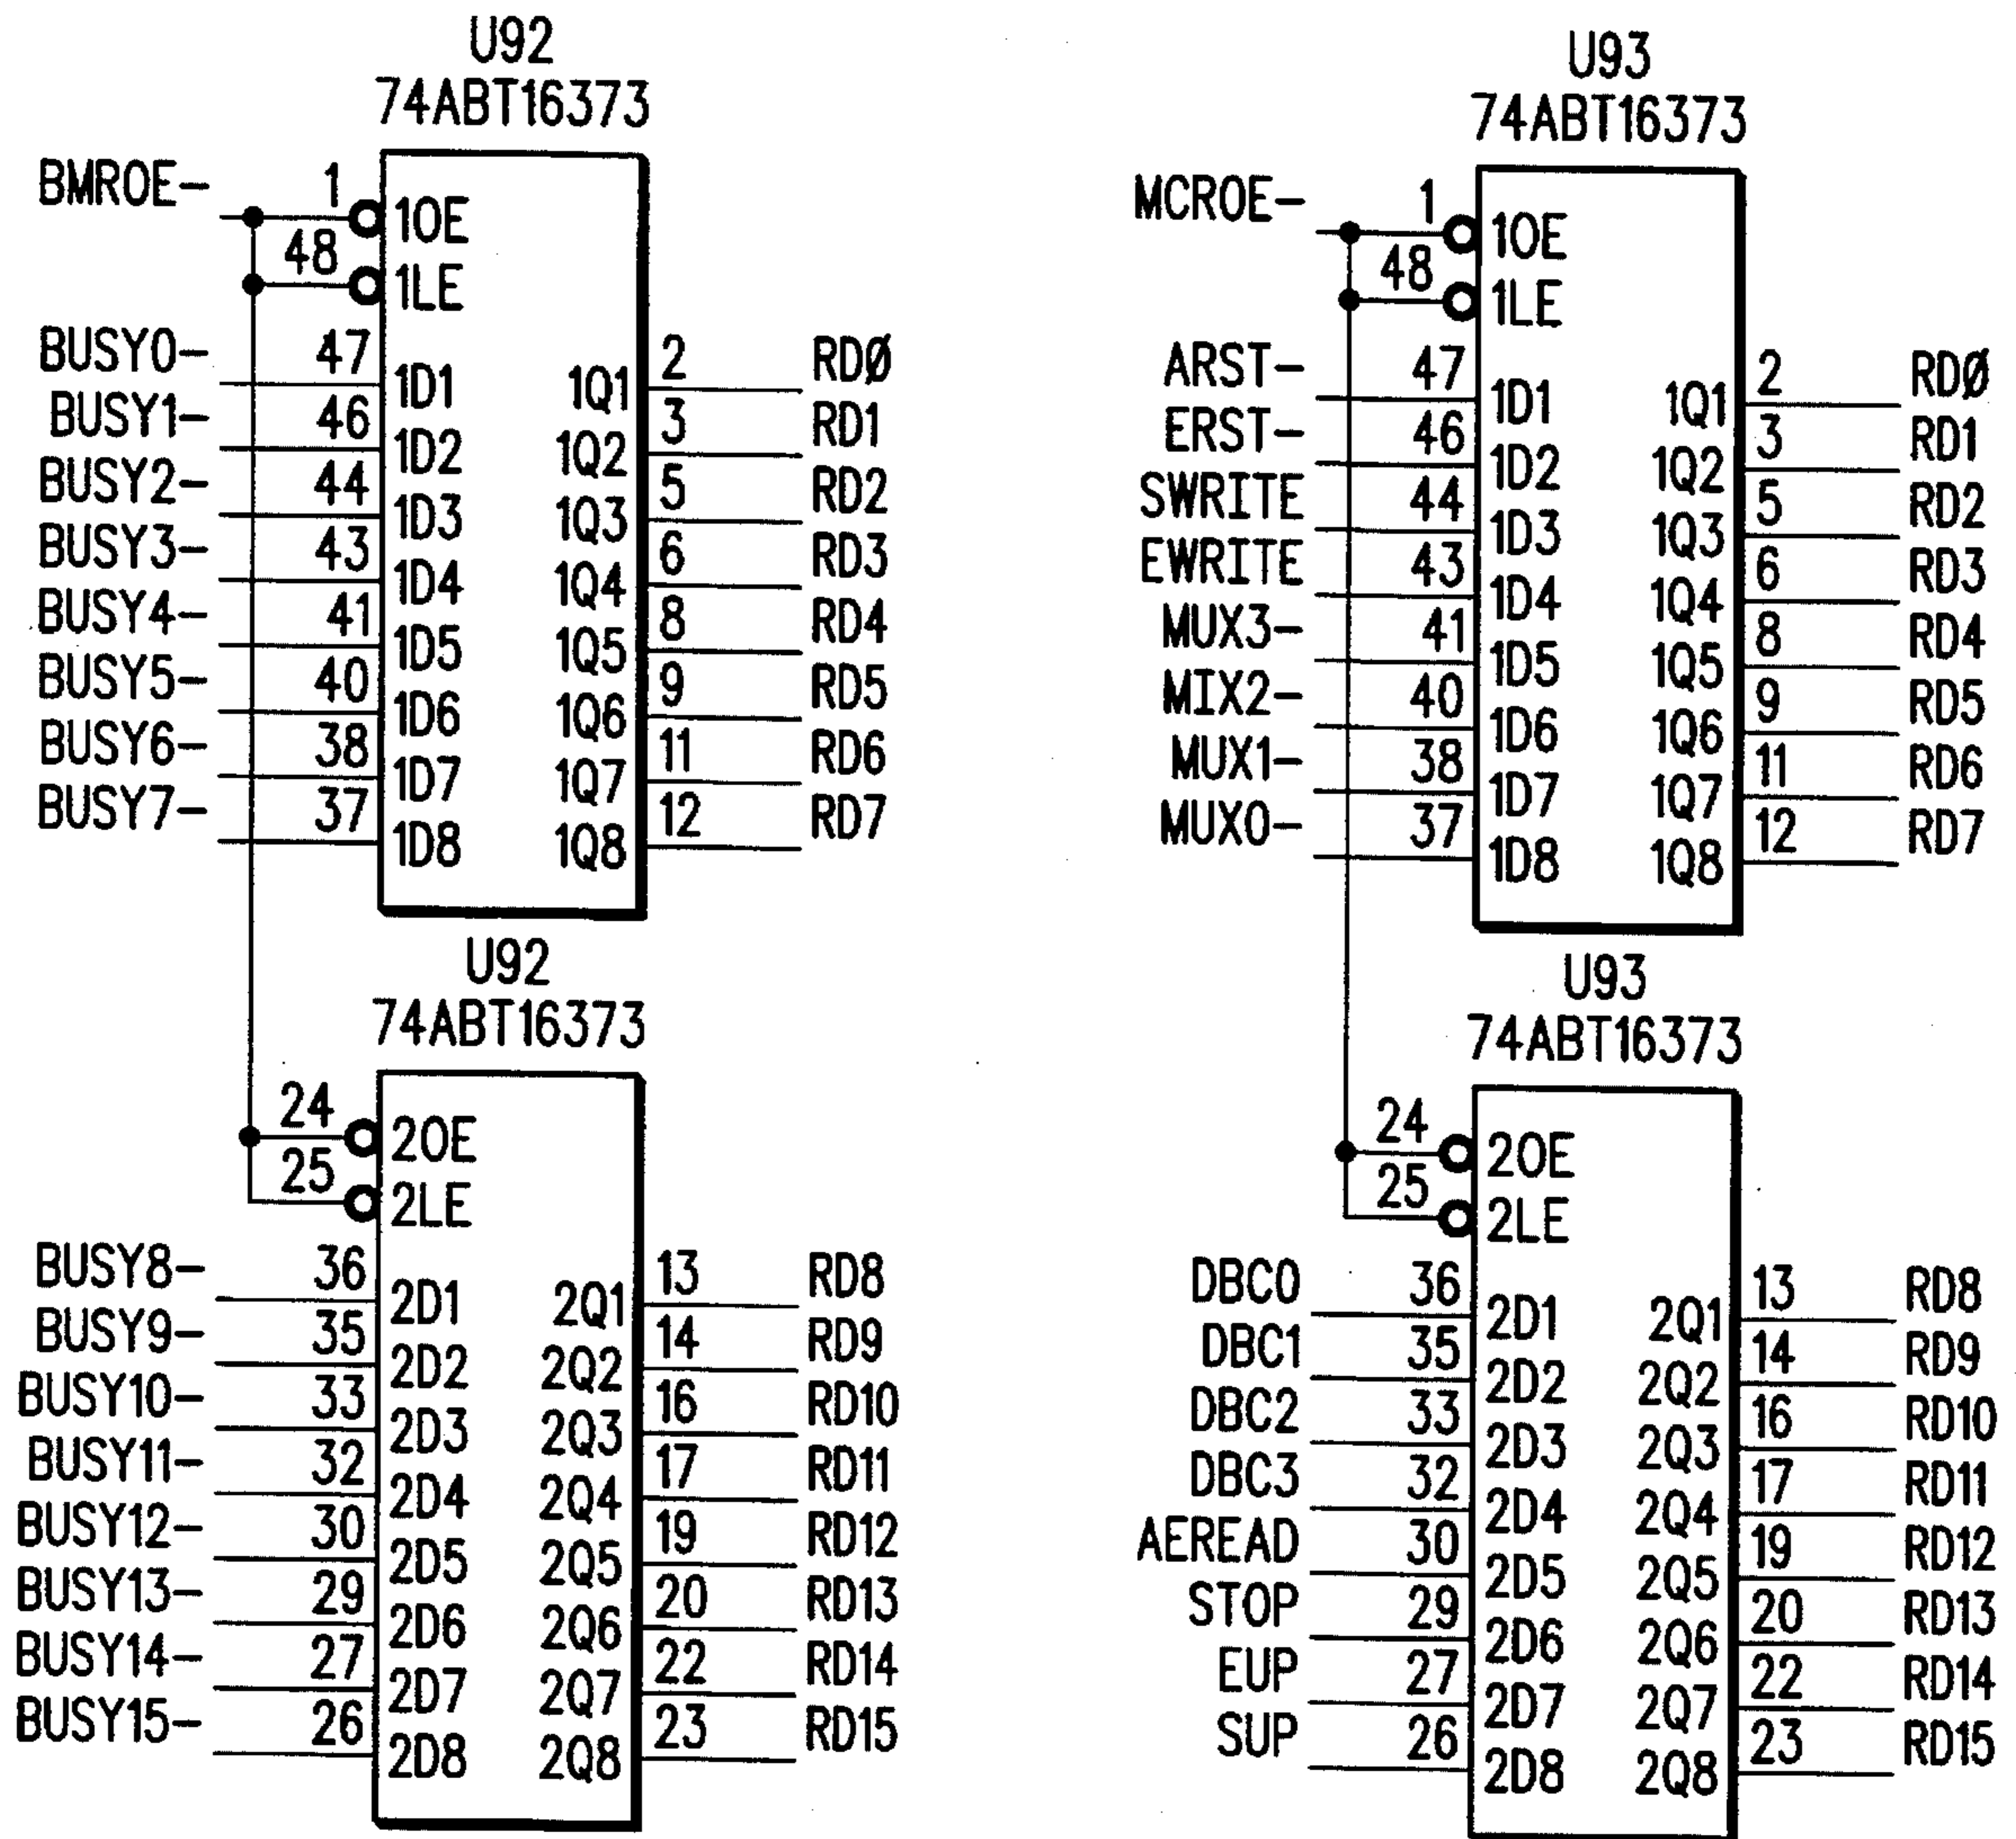 U92
74ABT16373
BMROE-
1
1OE
48
1LE
BUSY0- 47 1D1 1Q1 2 RDØ
BUSY1- 46 1D2 1Q2 3 RD1
BUSY2- 44 1D3 1Q3 5 RD2
BUSY3- 43 1D4 1Q4 6 RD3
BUSY4- 41 1D5 1Q5 8 RD4
BUSY5- 40 1D6 1Q6 9 RD5
BUSY6- 38 1D7 1Q7 11 RD6
BUSY7- 37 1D8 1Q8 12 RD7
U92
74ABT16373
24
2OE
25
2LE
BUSY8- 36 2D1 2Q1 13 RD8
BUSY9- 35 2D2 2Q2 14 RD9
BUSY10- 33 2D3 2Q3 16 RD10
BUSY11- 32 2D4 2Q4 17 RD11
BUSY12- 30 2D5 2Q5 19 RD12
BUSY13- 29 2D6 2Q6 20 RD13
BUSY14- 27 2D7 2Q7 22 RD14
BUSY15- 26 2D8 2Q8 23 RD15
U93
74ABT16373
MCROE-
1
1OE
48
1LE
ARST- 47 1D1 1Q1 2 RDØ
ERST- 46 1D2 1Q2 3 RD1
SWRITE 44 1D3 1Q3 5 RD2
EWRITE 43 1D4 1Q4 6 RD3
MUX3- 41 1D5 1Q5 8 RD4
MIX2- 40 1D6 1Q6 9 RD5
MUX1- 38 1D7 1Q7 11 RD6
MUX0- 37 1D8 1Q8 12 RD7
U93
74ABT16373
24
2OE
25
2LE
DBC0 36 2D1 2Q1 13 RD8
DBC1 35 2D2 2Q2 14 RD9
DBC2 33 2D3 2Q3 16 RD10
DBC3 32 2D4 2Q4 17 RD11
AEREAD 30 2D5 2Q5 19 RD12
STOP 29 2D6 2Q6 20 RD13
EUP 27 2D7 2Q7 22 RD14
SUP 26 2D8 2Q8 23 RD15